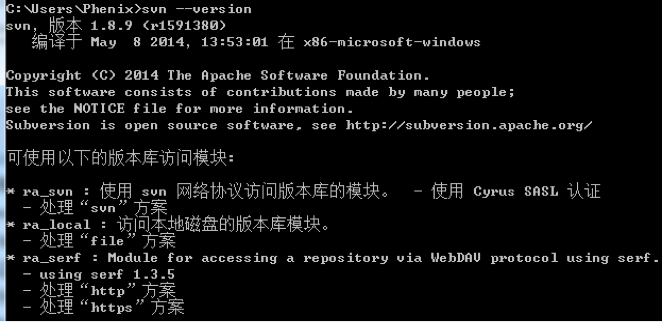 C:\Users\Phenix>svn --version
svn, 版本 1.8.9 (r1591380)
编译于 May  8 2014, 13:53:01 在 x86-microsoft-windows
Copyright (C) 2014 The Apache Software Foundation.
This software consists of contributions made by many people;
see the NOTICE file for more information.
Subversion is open source software, see http://subversion.apache.org/
可使用以下的版本库访问模块:
* ra_svn : 使用 svn 网络协议访问版本库的模块。 - 使用 Cyrus SASL 认证
- 处理“svn”方案
* ra_local : 访问本地磁盘的版本库模块。
- 处理“file”方案
* ra_serf : Module for accessing a repository via WebDAV protocol using serf.
- using serf 1.3.5
- 处理“http”方案
- 处理“https”方案